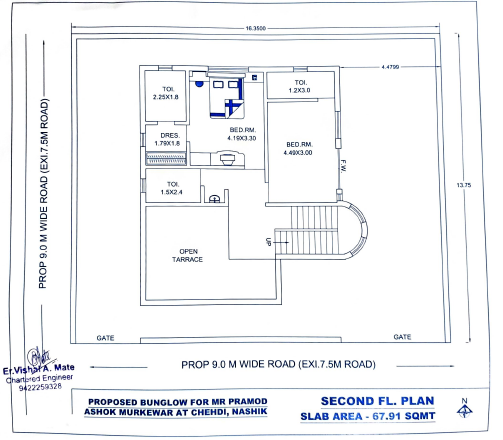 16.3500
4.4799
TOI.
2.25X1.8
TOI.
1.2X3.0
BED.RM.
4.19X3.30
DRES.
1.79X1.8
BED.RM.
4.49X3.00
F.W.
13.75
TOI.
1.5X2.4
UP
OPEN
TARRACE
PROP 9.0 M WIDE ROAD (EXI.7.5M ROAD)
GATE
GATE
PROP 9.0 M WIDE ROAD (EXI.7.5M ROAD)
Er.Vishal A. Mate
Chartered Engineer
9422259328
PROPOSED BUNGLOW FOR MR PRAMOD
ASHOK MURKEWAR AT CHEHDI, NASHIK
SECOND FL. PLAN
SLAB AREA - 67.91 SQMT
N